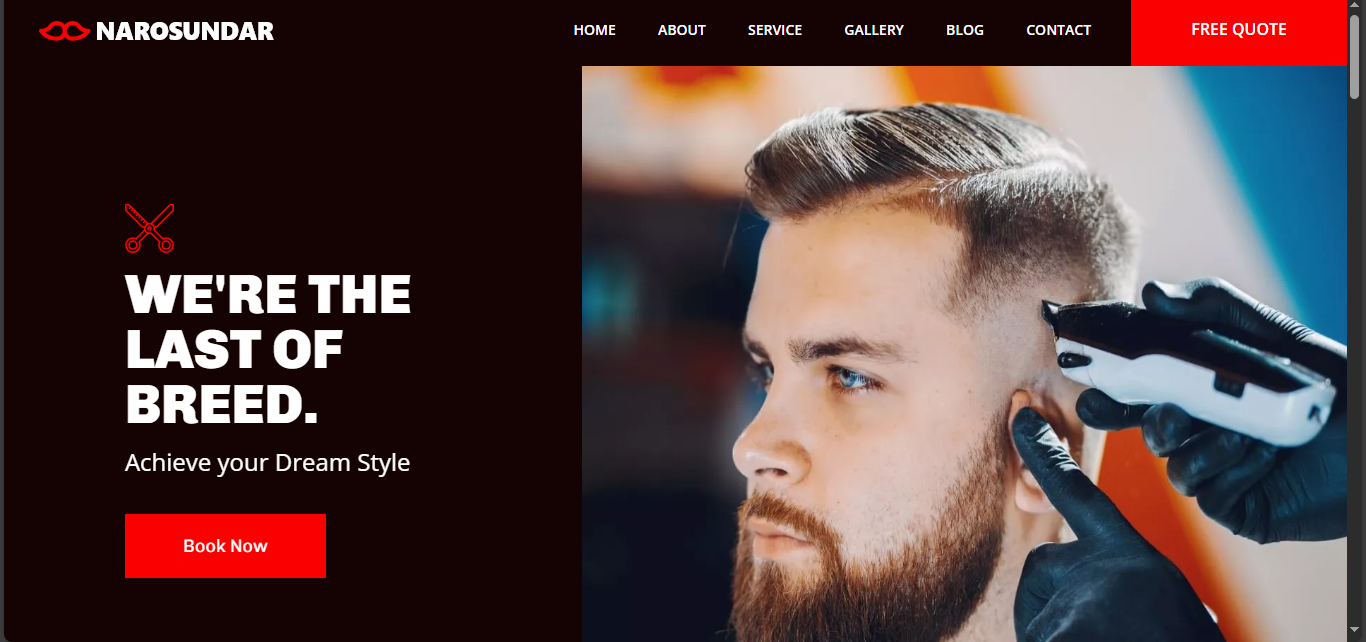 NAROSUNDAR
HOME ABOUT SERVICE GALLERY BLOG CONTACT FREE QUOTE
WE'RE THE
LAST OF
BREED.
Achieve your Dream Style
Book Now